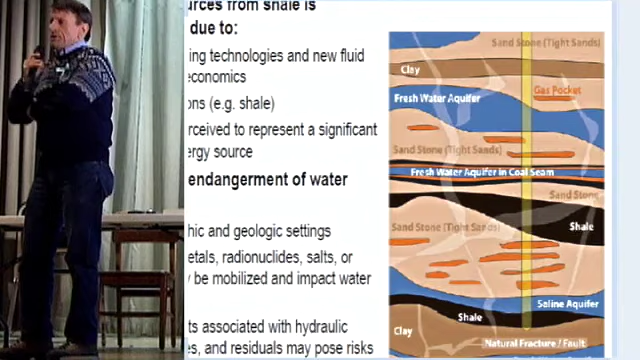 urces from shale is
due to:
ing technologies and new fluid
economics
ons (e.g. shale)
rceived to represent a significant
ergy source
endangerment of water
hic and geologic settings
etals, radionuclides, salts, or
be mobilized and impact water
ts associated with hydraulic
es, and residuals may pose risks
Sand Stone (Tight Sands)
Clay
Gas Pocket
Fresh Water Aquifer
Sand Stone (Tight Sands)
Fresh Water Aquifer in Coal Seam
Sand Stone
Shale
Sand Stone (Tight Sands)
Saline Aquifer
Shale
Clay
Natural Fracture / Fault